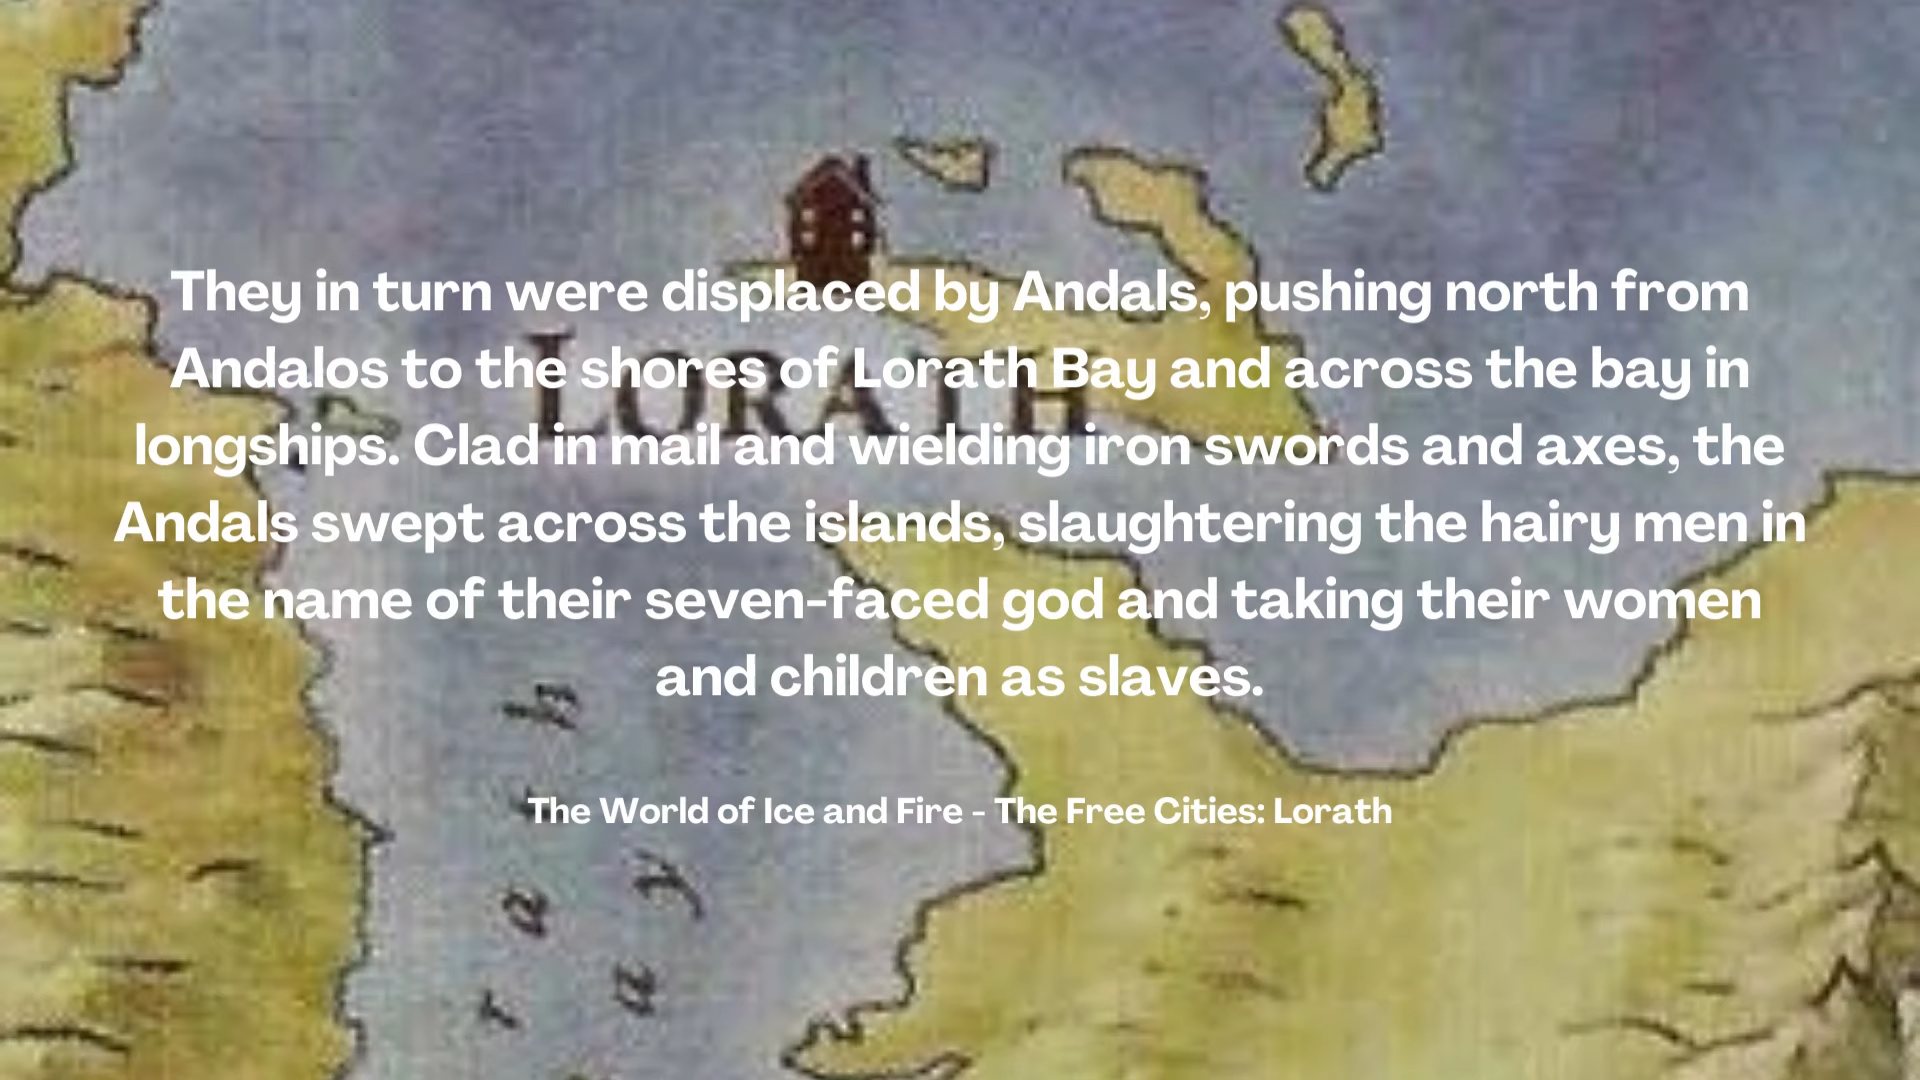 They in turn were displaced by Andals, pushing north from
Andalos to the shores of Lorath Bay and across the bay in
longships. Clad in mail and wielding iron swords and axes, the
Andals swept across the islands, slaughtering the hairy men in
the name of their seven-faced god and taking their women
and children as slaves.
The World of Ice and Fire - The Free Cities: Lorath
LORATH
r a t h
a y